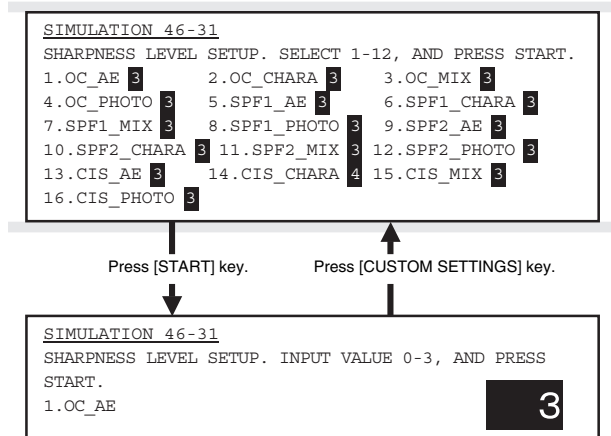 SIMULATION 46-31
SHARPNESS LEVEL SETUP. SELECT 1-12, AND PRESS START.
1.OC_AE 3 2.OC_CHARA 3 3.OC_MIX 3
4.OC_PHOTO 3 5.SPF1_AE 3 6.SPF1_CHARA 3
7.SPF1_MIX 3 8.SPF1_PHOTO 3 9.SPF2_AE 3
10.SPF2_CHARA 3 11.SPF2_MIX 3 12.SPF2_PHOTO 3
13.CIS_AE 3 14.CIS_CHARA 4 15.CIS_MIX 3
16.CIS_PHOTO 3
Press [START] key. Press [CUSTOM SETTINGS] key.
SIMULATION 46-31
SHARPNESS LEVEL SETUP. INPUT VALUE 0-3, AND PRESS
START.
1.OC_AE 3